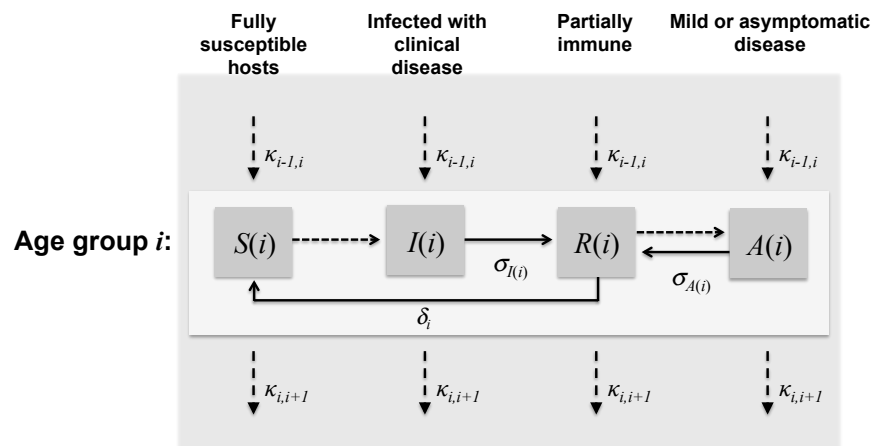 Fully
susceptible
hosts
Infected with
clinical
disease
Partially
immune
Mild or asymptomatic
disease
κi-1,i
κi-1,i
κi-1,i
κi-1,i
Age group i:
S(i)
I(i)
R(i)
A(i)
σI(i)
σA(i)
δi
κi,i+1
κi,i+1
κi,i+1
κi,i+1